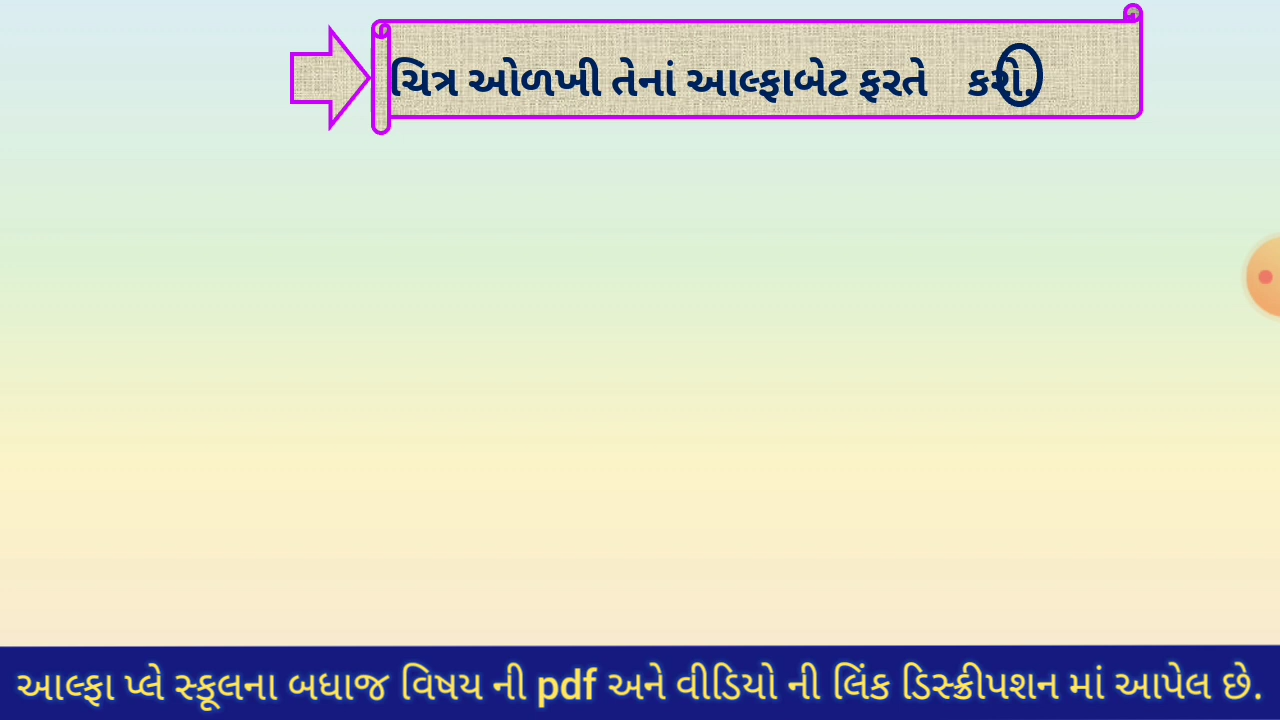 ચિત્ર ઓળખી તેનાં આલ્ફાબેટ ફરતે કરો.
આલ્ફા પ્લે સ્કૂલના બધાજ વિષય ની pdf અને વીડિયો ની લિંક ડિસ્ક્રીપશન માં આપેલ છે.